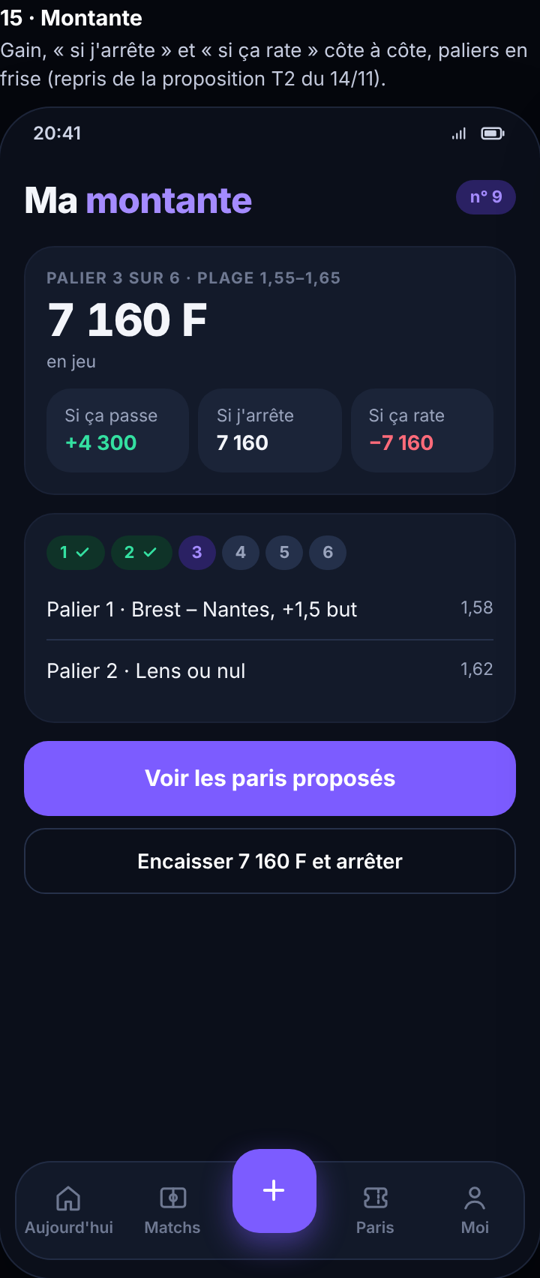 15 · Montante
Gain, « si j'arrête » et « si ça rate » côte à côte, paliers en
frise (repris de la proposition T2 du 14/11).
20:41
Ma montante
n° 9
PALIER 3 SUR 6 · PLAGE 1,55–1,65
7 160 F
en jeu
Si ça passe
+4 300
Si j'arrête
7 160
Si ça rate
−7 160
1 ✓ 2 ✓ 3 4 5 6
Palier 1 · Brest – Nantes, +1,5 but 1,58
Palier 2 · Lens ou nul 1,62
Voir les paris proposés
Encaisser 7 160 F et arrêter
Aujourd'hui Matchs + Paris Moi